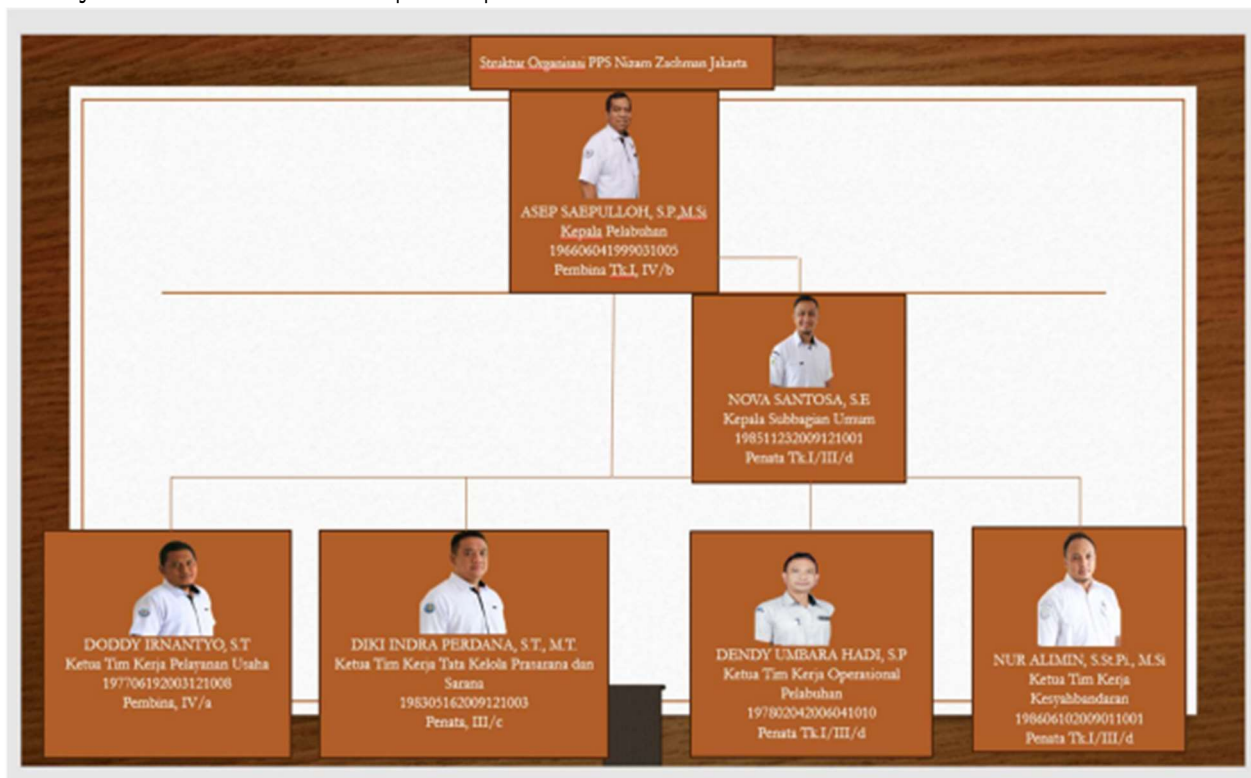 Struktur Organisasi PPS Nizam Zachman Jakarta
ASEP SAEPULLOH, S.P.,M.Si
Kepala Pelabuhan
196606041999031005
Pembina Tk.I, IV/b
NOVA SANTOSA, S.E
Kepala Subbagian Umum
198511232009121001
Penata Tk.I/III/d
DODDY IRNANTYO, S.T
Ketua Tim Kerja Pelayanan Usaha
197706192003121008
Pembina, IV/a
DIKI INDRA PERDANA, S.T., M.T.
Ketua Tim Kerja Tata Kelola Prasarana dan
Sarana
198305162009121003
Penata, III/c
DENDY UMBARA HADI, S.P
Ketua Tim Kerja Operasional
Pelabuhan
197802042006041010
Penata Tk.I/III/d
NUR ALIMIN, S.St.Pi., M.Si
Ketua Tim Kerja
Kesyahbandaran
198606102009011001
Penata Tk.I/III/d